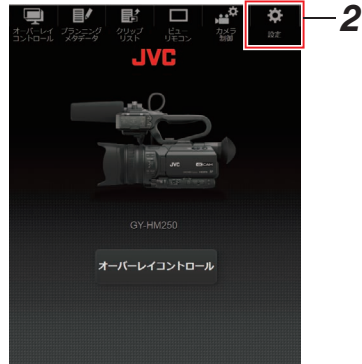 オーバーレイ
コントロール
プランニング
メタデータ
クリップ
リスト
ビュー
リモコン
カメラ
制御
設定
2
JVC
JVC
GY-HM250
オーバーレイコントロール